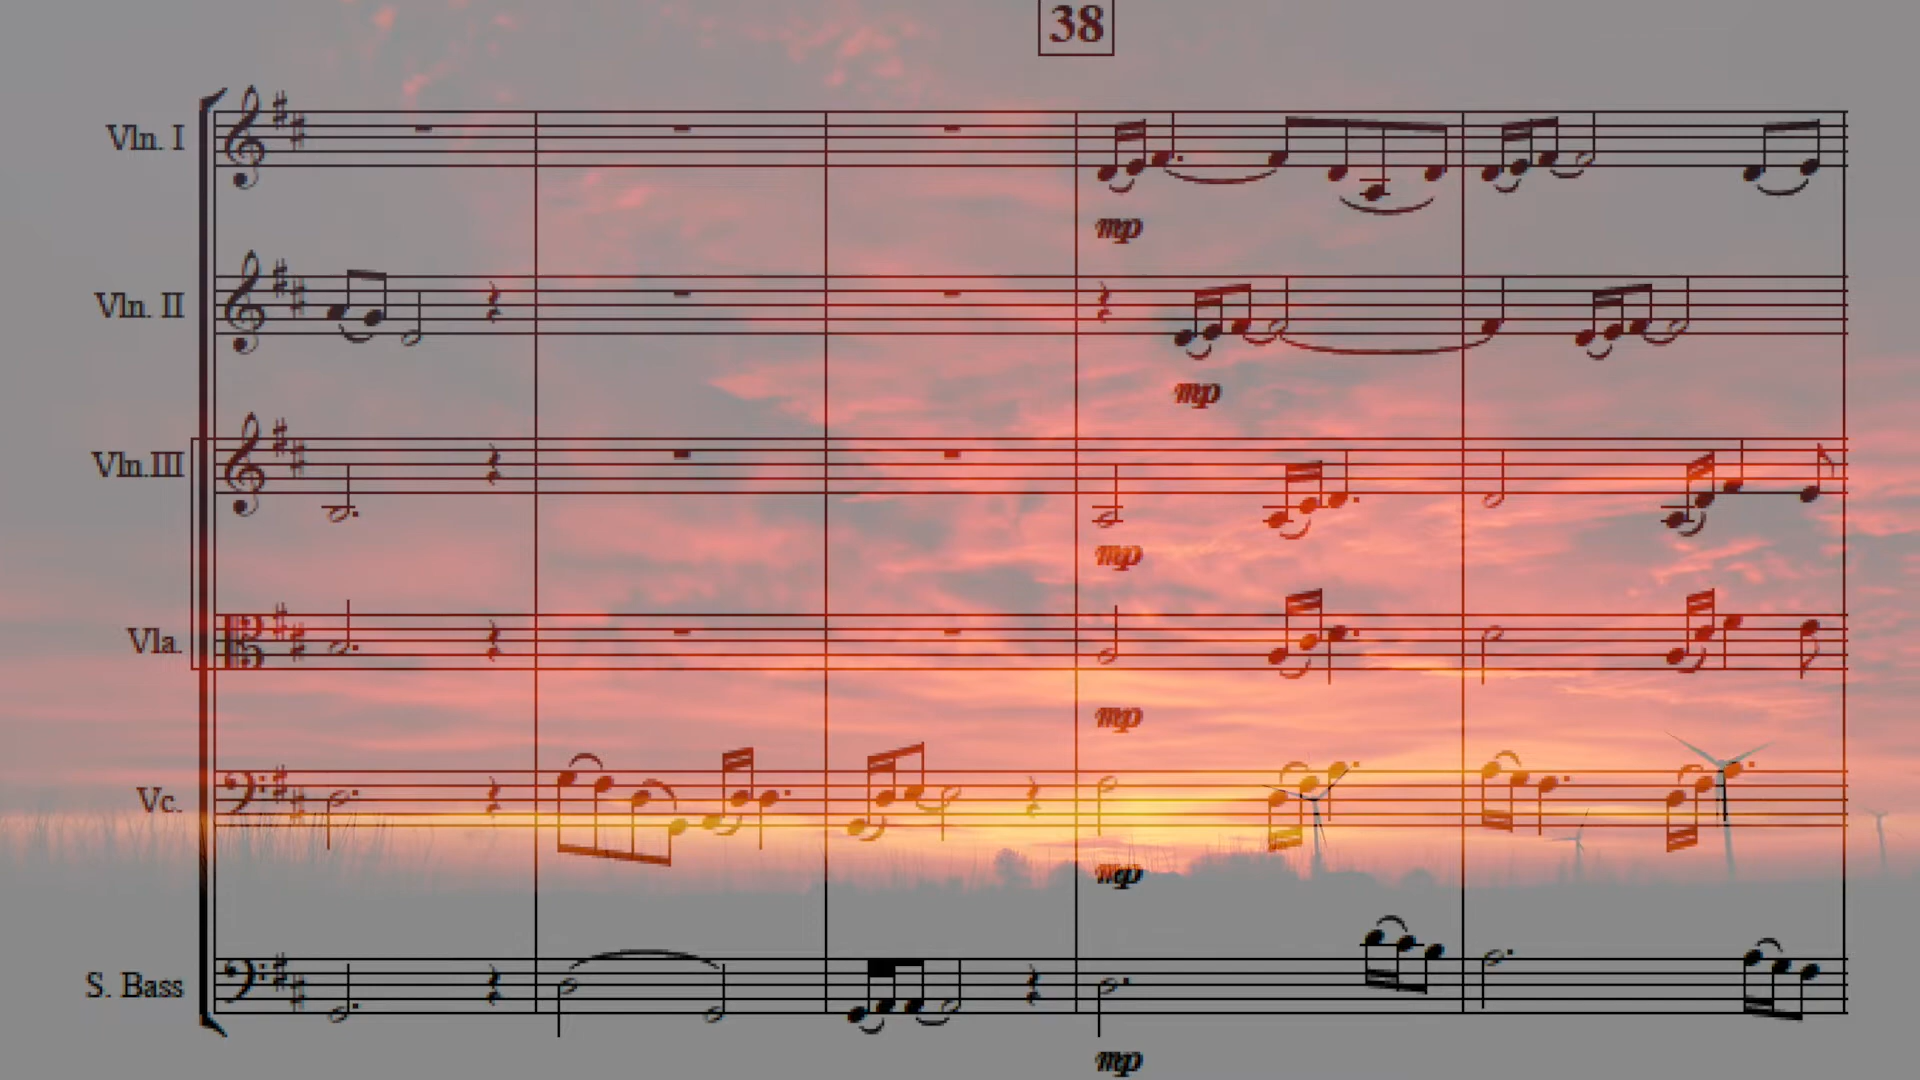 38
Vln. I
mp
Vln. II
mp
Vln.III
mp
Vla.
mp
Vc.
mp
S. Bass
mp